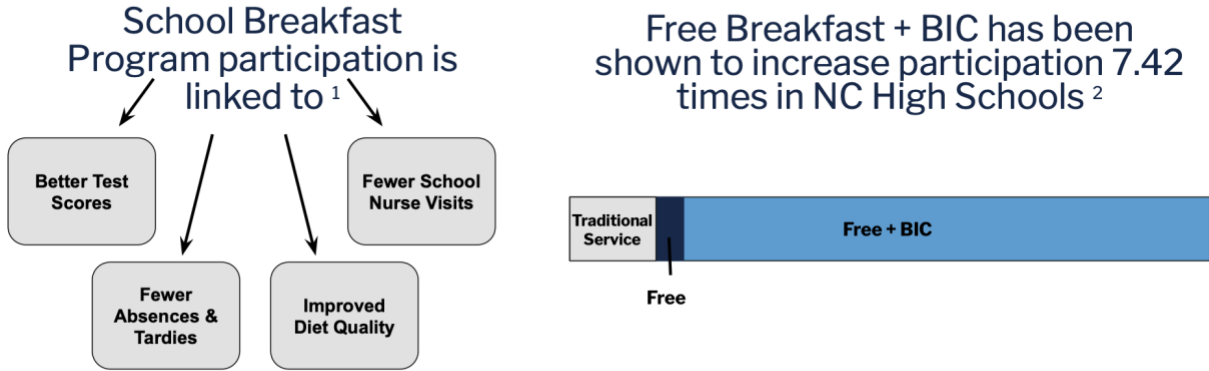 School Breakfast
Program participation is
linked to 1
Better Test
Scores
Fewer School
Nurse Visits
Fewer
Absences &
Tardies
Improved
Diet Quality
Free Breakfast + BIC has been
shown to increase participation 7.42
times in NC High Schools 2
Traditional
Service
Free + BIC
Free